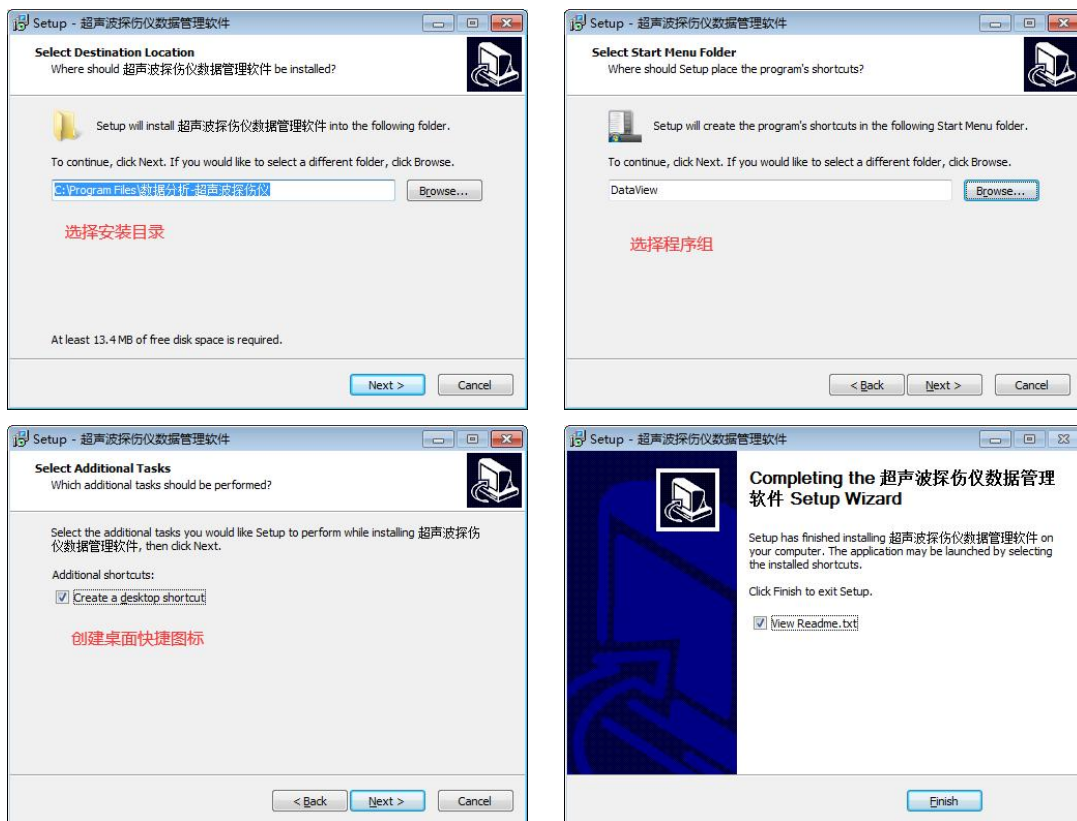 Setup - 超声波探伤仪数据管理软件
Select Destination Location
Where should 超声波探伤仪数据管理软件 be installed?
Setup will install 超声波探伤仪数据管理软件 into the following folder.
To continue, click Next. If you would like to select a different folder, click Browse.
C:\Program Files\数据分析-超声波探伤仪
Browse...
选择安装目录
At least 13.4 MB of free disk space is required.
Next >
Cancel
Setup - 超声波探伤仪数据管理软件
Select Start Menu Folder
Where should Setup place the program's shortcuts?
Setup will create the program's shortcuts in the following Start Menu folder.
To continue, click Next. If you would like to select a different folder, click Browse.
DataView
Browse...
选择程序组
< Back
Next >
Cancel
Setup - 超声波探伤仪数据管理软件
Select Additional Tasks
Which additional tasks should be performed?
Select the additional tasks you would like Setup to perform while installing 超声波探伤
仪数据管理软件, then click Next.
Additional shortcuts:
Create a desktop shortcut
创建桌面快捷图标
< Back
Next >
Cancel
Setup - 超声波探伤仪数据管理软件
Completing the 超声波探伤仪数据管理
软件 Setup Wizard
Setup has finished installing 超声波探伤仪数据管理软件 on
your computer. The application may be launched by selecting
the installed shortcuts.
Click Finish to exit Setup.
View Readme.txt
Finish